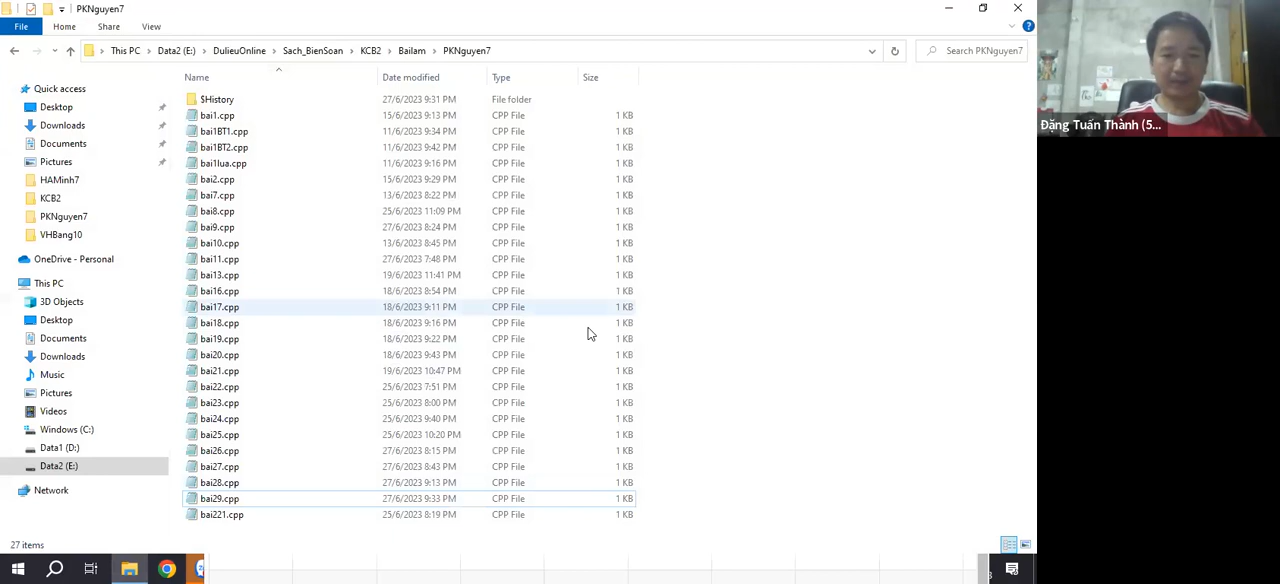 PKNguyen7
File Home Share View
This PC Data2 (E:) DulieuOnline Sach_BienSoan KCB2 Bailam PKNguyen7
Search PKNguyen7
Name Date modified Type Size
Quick access
Desktop
Downloads
Documents
Pictures
HAMinh7
KCB2
PKNguyen7
VHBang10
OneDrive - Personal
This PC
3D Objects
Desktop
Documents
Downloads
Music
Pictures
Videos
Windows (C:)
Data1 (D:)
Data2 (E:)
Network
$History 27/6/2023 9:31 PM File folder
bai1.cpp 15/6/2023 9:13 PM CPP File 1 KB
bai1BT1.cpp 11/6/2023 9:34 PM CPP File 1 KB
bai1BT2.cpp 11/6/2023 9:42 PM CPP File 1 KB
bai1lua.cpp 11/6/2023 9:16 PM CPP File 1 KB
bai2.cpp 15/6/2023 9:29 PM CPP File 1 KB
bai7.cpp 13/6/2023 8:22 PM CPP File 1 KB
bai8.cpp 25/6/2023 11:09 PM CPP File 1 KB
bai9.cpp 27/6/2023 8:24 PM CPP File 1 KB
bai10.cpp 13/6/2023 8:45 PM CPP File 1 KB
bai11.cpp 27/6/2023 7:48 PM CPP File 1 KB
bai13.cpp 19/6/2023 11:41 PM CPP File 1 KB
bai16.cpp 18/6/2023 8:54 PM CPP File 1 KB
bai17.cpp 18/6/2023 9:11 PM CPP File 1 KB
bai18.cpp 18/6/2023 9:16 PM CPP File 1 KB
bai19.cpp 18/6/2023 9:22 PM CPP File 1 KB
bai20.cpp 18/6/2023 9:43 PM CPP File 1 KB
bai21.cpp 19/6/2023 10:47 PM CPP File 1 KB
bai22.cpp 25/6/2023 7:51 PM CPP File 1 KB
bai23.cpp 25/6/2023 8:00 PM CPP File 1 KB
bai24.cpp 25/6/2023 9:40 PM CPP File 1 KB
bai25.cpp 25/6/2023 10:20 PM CPP File 1 KB
bai26.cpp 27/6/2023 8:15 PM CPP File 1 KB
bai27.cpp 27/6/2023 8:43 PM CPP File 1 KB
bai28.cpp 27/6/2023 9:13 PM CPP File 1 KB
bai29.cpp 27/6/2023 9:33 PM CPP File 1 KB
bai221.cpp 25/6/2023 8:19 PM CPP File 1 KB
27 items
Đặng Tuấn Thành (5...